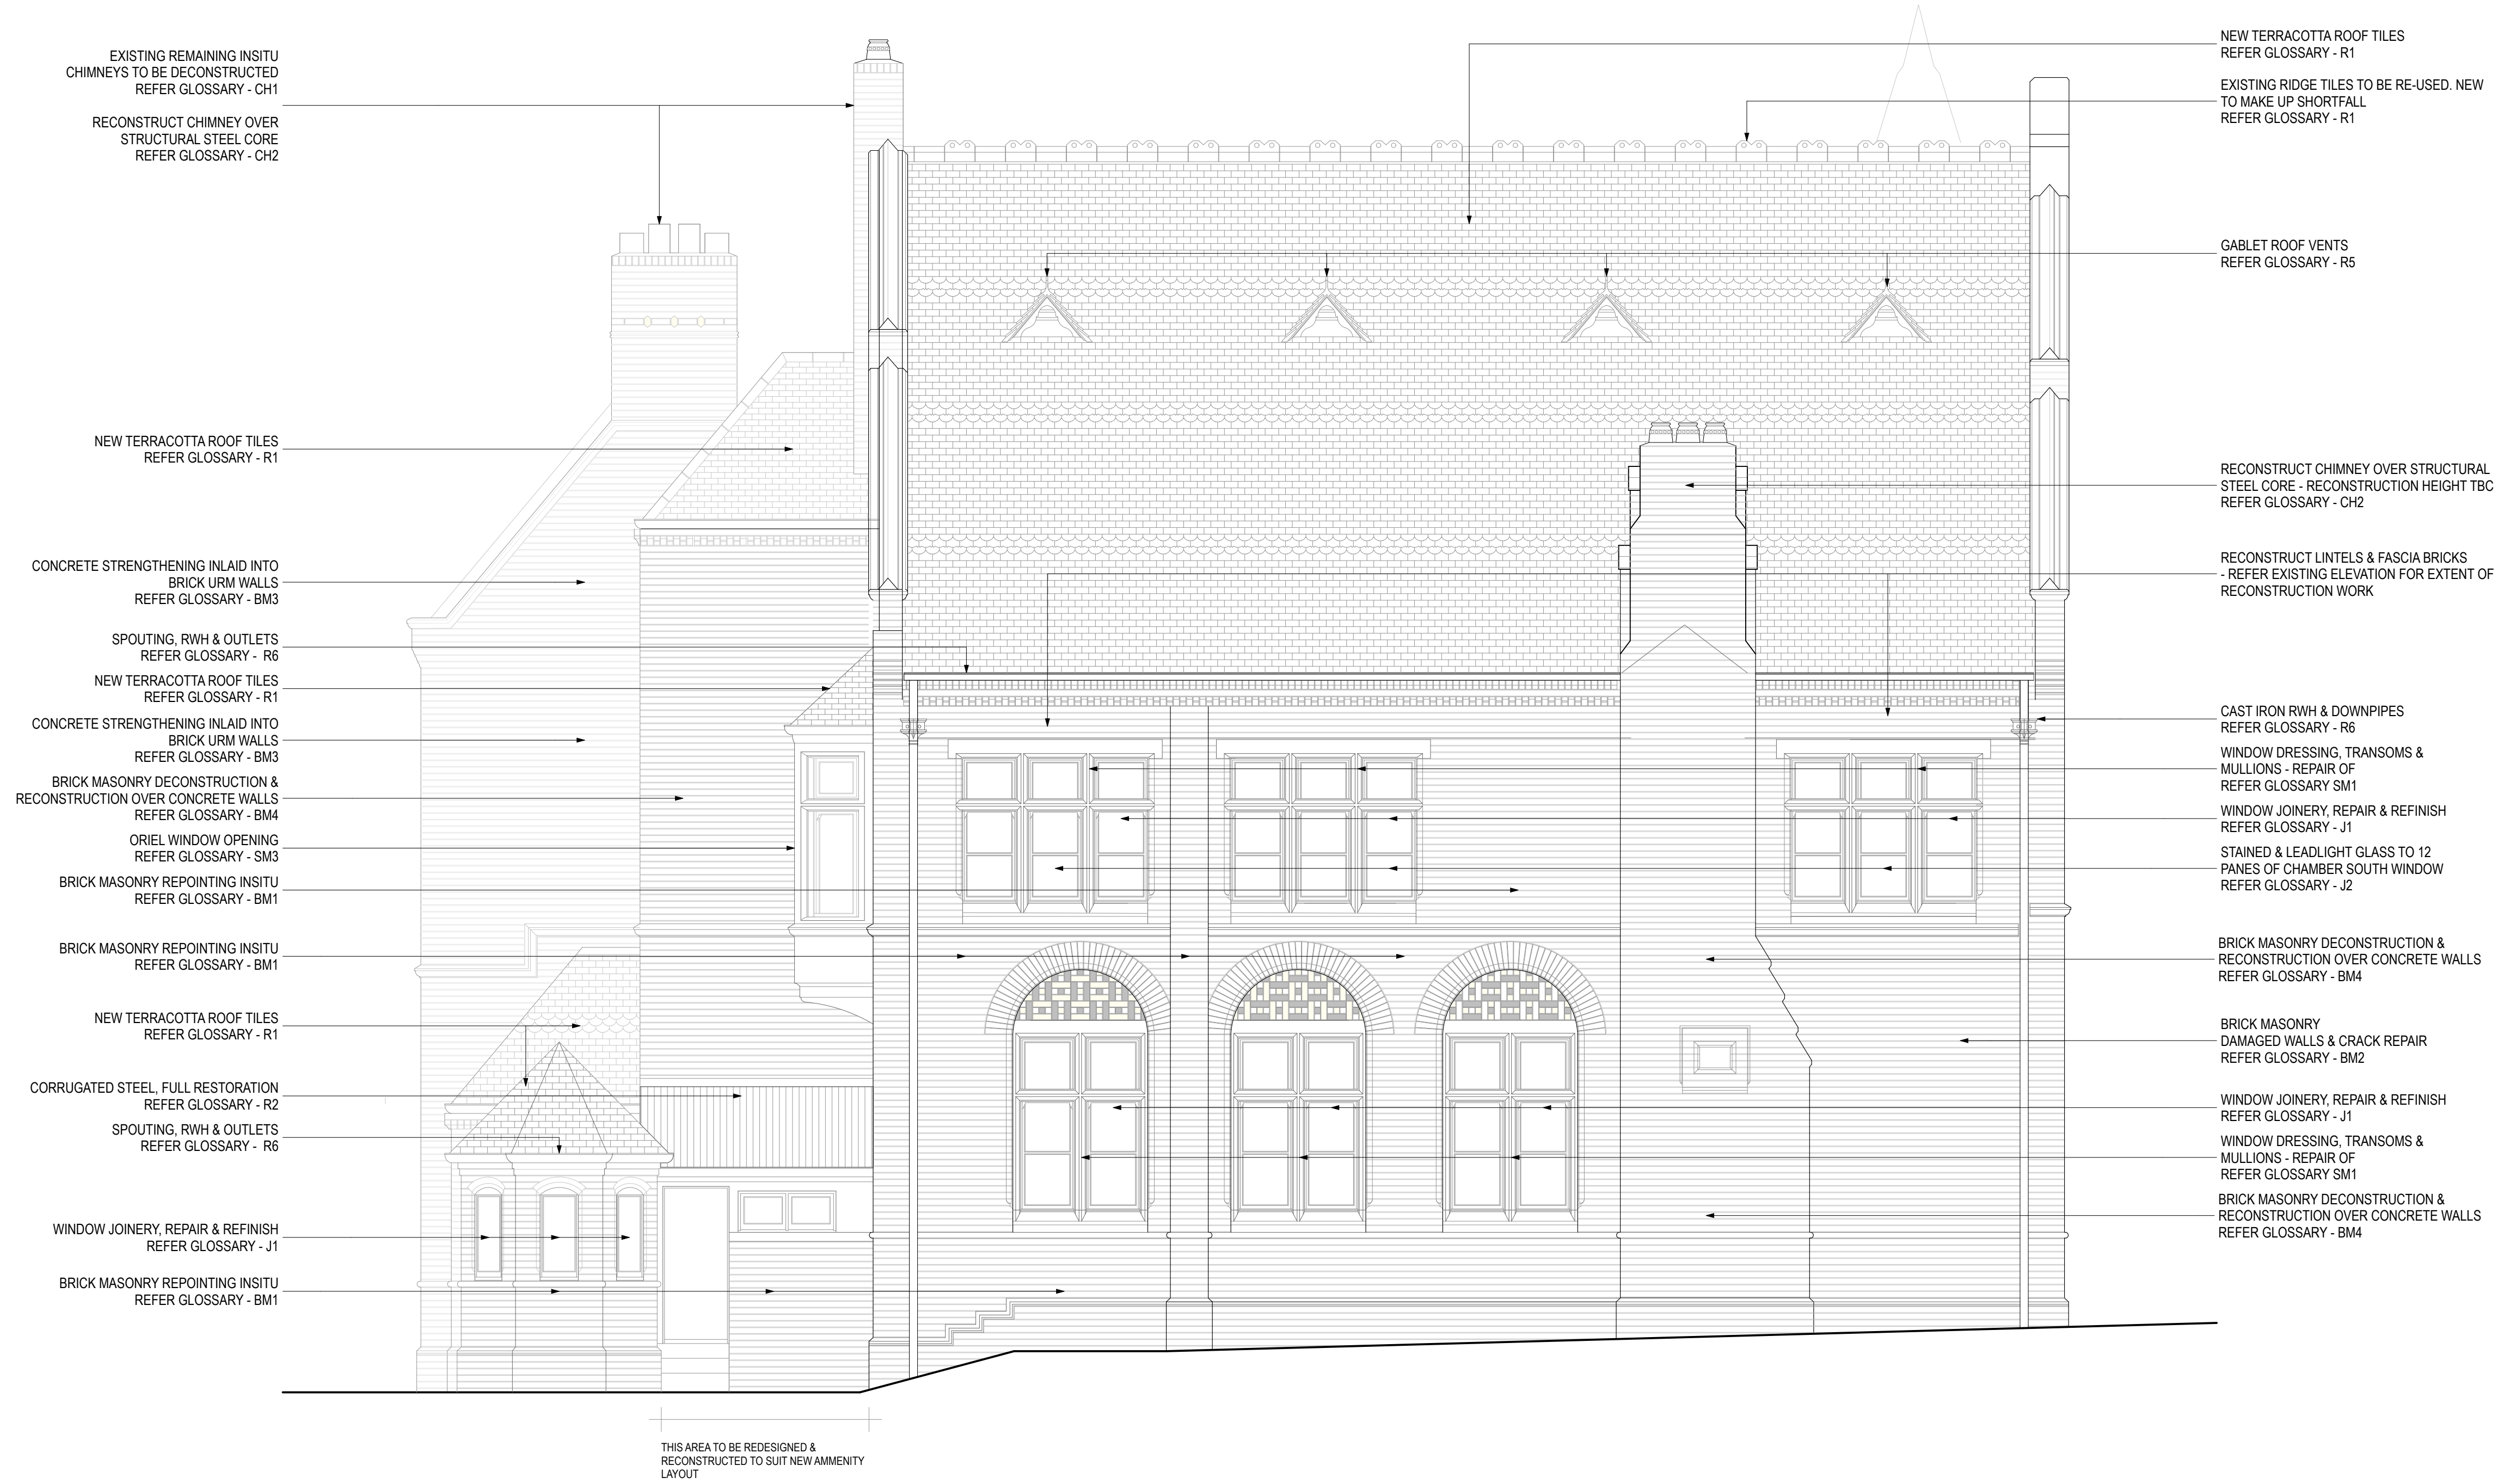 EXISTING REMAINING INSITU
CHIMNEYS TO BE DECONSTRUCTED
REFER GLOSSARY - CH1
RECONSTRUCT CHIMNEY OVER
STRUCTURAL STEEL CORE
REFER GLOSSARY - CH2
NEW TERRACOTTA ROOF TILES
REFER GLOSSARY - R1
CONCRETE STRENGTHENING INLAID INTO
BRICK URM WALLS
REFER GLOSSARY - BM3
SPOUTING, RWH & OUTLETS
REFER GLOSSARY - R6
NEW TERRACOTTA ROOF TILES
REFER GLOSSARY - R1
CONCRETE STRENGTHENING INLAID INTO
BRICK URM WALLS
REFER GLOSSARY - BM3
BRICK MASONRY DECONSTRUCTION &
RECONSTRUCTION OVER CONCRETE WALLS
REFER GLOSSARY - BM4
ORIEL WINDOW OPENING
REFER GLOSSARY - SM3
BRICK MASONRY REPOINTING INSITU
REFER GLOSSARY - BM1
BRICK MASONRY REPOINTING INSITU
REFER GLOSSARY - BM1
NEW TERRACOTTA ROOF TILES
REFER GLOSSARY - R1
CORRUGATED STEEL, FULL RESTORATION
REFER GLOSSARY - R2
SPOUTING, RWH & OUTLETS
REFER GLOSSARY - R6
WINDOW JOINERY, REPAIR & REFINISH
REFER GLOSSARY - J1
BRICK MASONRY REPOINTING INSITU
REFER GLOSSARY - BM1
THIS AREA TO BE REDESIGNED &
RECONSTRUCTED TO SUIT NEW AMMENITY
LAYOUT
NEW TERRACOTTA ROOF TILES
REFER GLOSSARY - R1
EXISTING RIDGE TILES TO BE RE-USED. NEW
TO MAKE UP SHORTFALL
REFER GLOSSARY - R1
GABLET ROOF VENTS
REFER GLOSSARY - R5
RECONSTRUCT CHIMNEY OVER STRUCTURAL
STEEL CORE - RECONSTRUCTION HEIGHT TBC
REFER GLOSSARY - CH2
RECONSTRUCT LINTELS & FASCIA BRICKS
- REFER EXISTING ELEVATION FOR EXTENT OF
RECONSTRUCTION WORK
CAST IRON RWH & DOWNPIPES
REFER GLOSSARY - R6
WINDOW DRESSING, TRANSOMS &
MULLIONS - REPAIR OF
REFER GLOSSARY SM1
WINDOW JOINERY, REPAIR & REFINISH
REFER GLOSSARY - J1
STAINED & LEADLIGHT GLASS TO 12
PANES OF CHAMBER SOUTH WINDOW
REFER GLOSSARY - J2
BRICK MASONRY DECONSTRUCTION &
RECONSTRUCTION OVER CONCRETE WALLS
REFER GLOSSARY - BM4
BRICK MASONRY
DAMAGED WALLS & CRACK REPAIR
REFER GLOSSARY - BM2
WINDOW JOINERY, REPAIR & REFINISH
REFER GLOSSARY - J1
WINDOW DRESSING, TRANSOMS &
MULLIONS - REPAIR OF
REFER GLOSSARY SM1
BRICK MASONRY DECONSTRUCTION &
RECONSTRUCTION OVER CONCRETE WALLS
REFER GLOSSARY - BM4